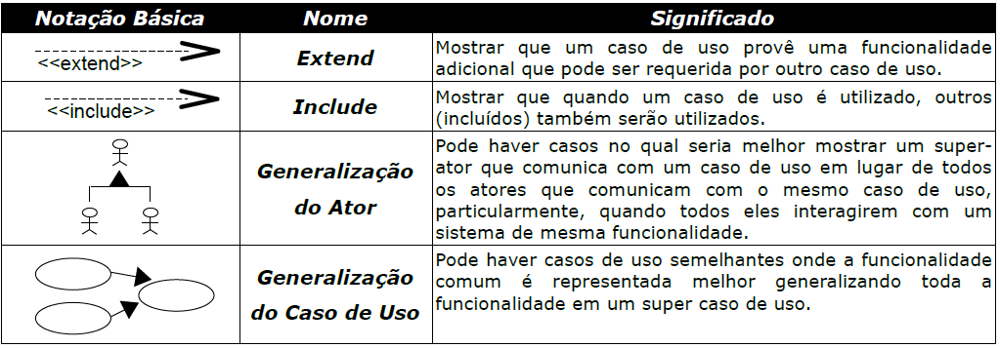 Notação Básica Nome Significado
<<extend>>
Extend
Mostrar que um caso de uso provê uma funcionalidade
adicional que pode ser requerida por outro caso de uso.
<<include>>
Include
Mostrar que quando um caso de uso é utilizado, outros
(incluídos) também serão utilizados.
Generalização
do Ator
Pode haver casos no qual seria melhor mostrar um super-
ator que comunica com um caso de uso em lugar de todos
os atores que comunicam com o mesmo caso de uso,
particularmente, quando todos eles interagirem com um
sistema de mesma funcionalidade.
Generalização
do Caso de Uso
Pode haver casos de uso semelhantes onde a funcionalidade
comum é representada melhor generalizando toda a
funcionalidade em um super caso de uso.